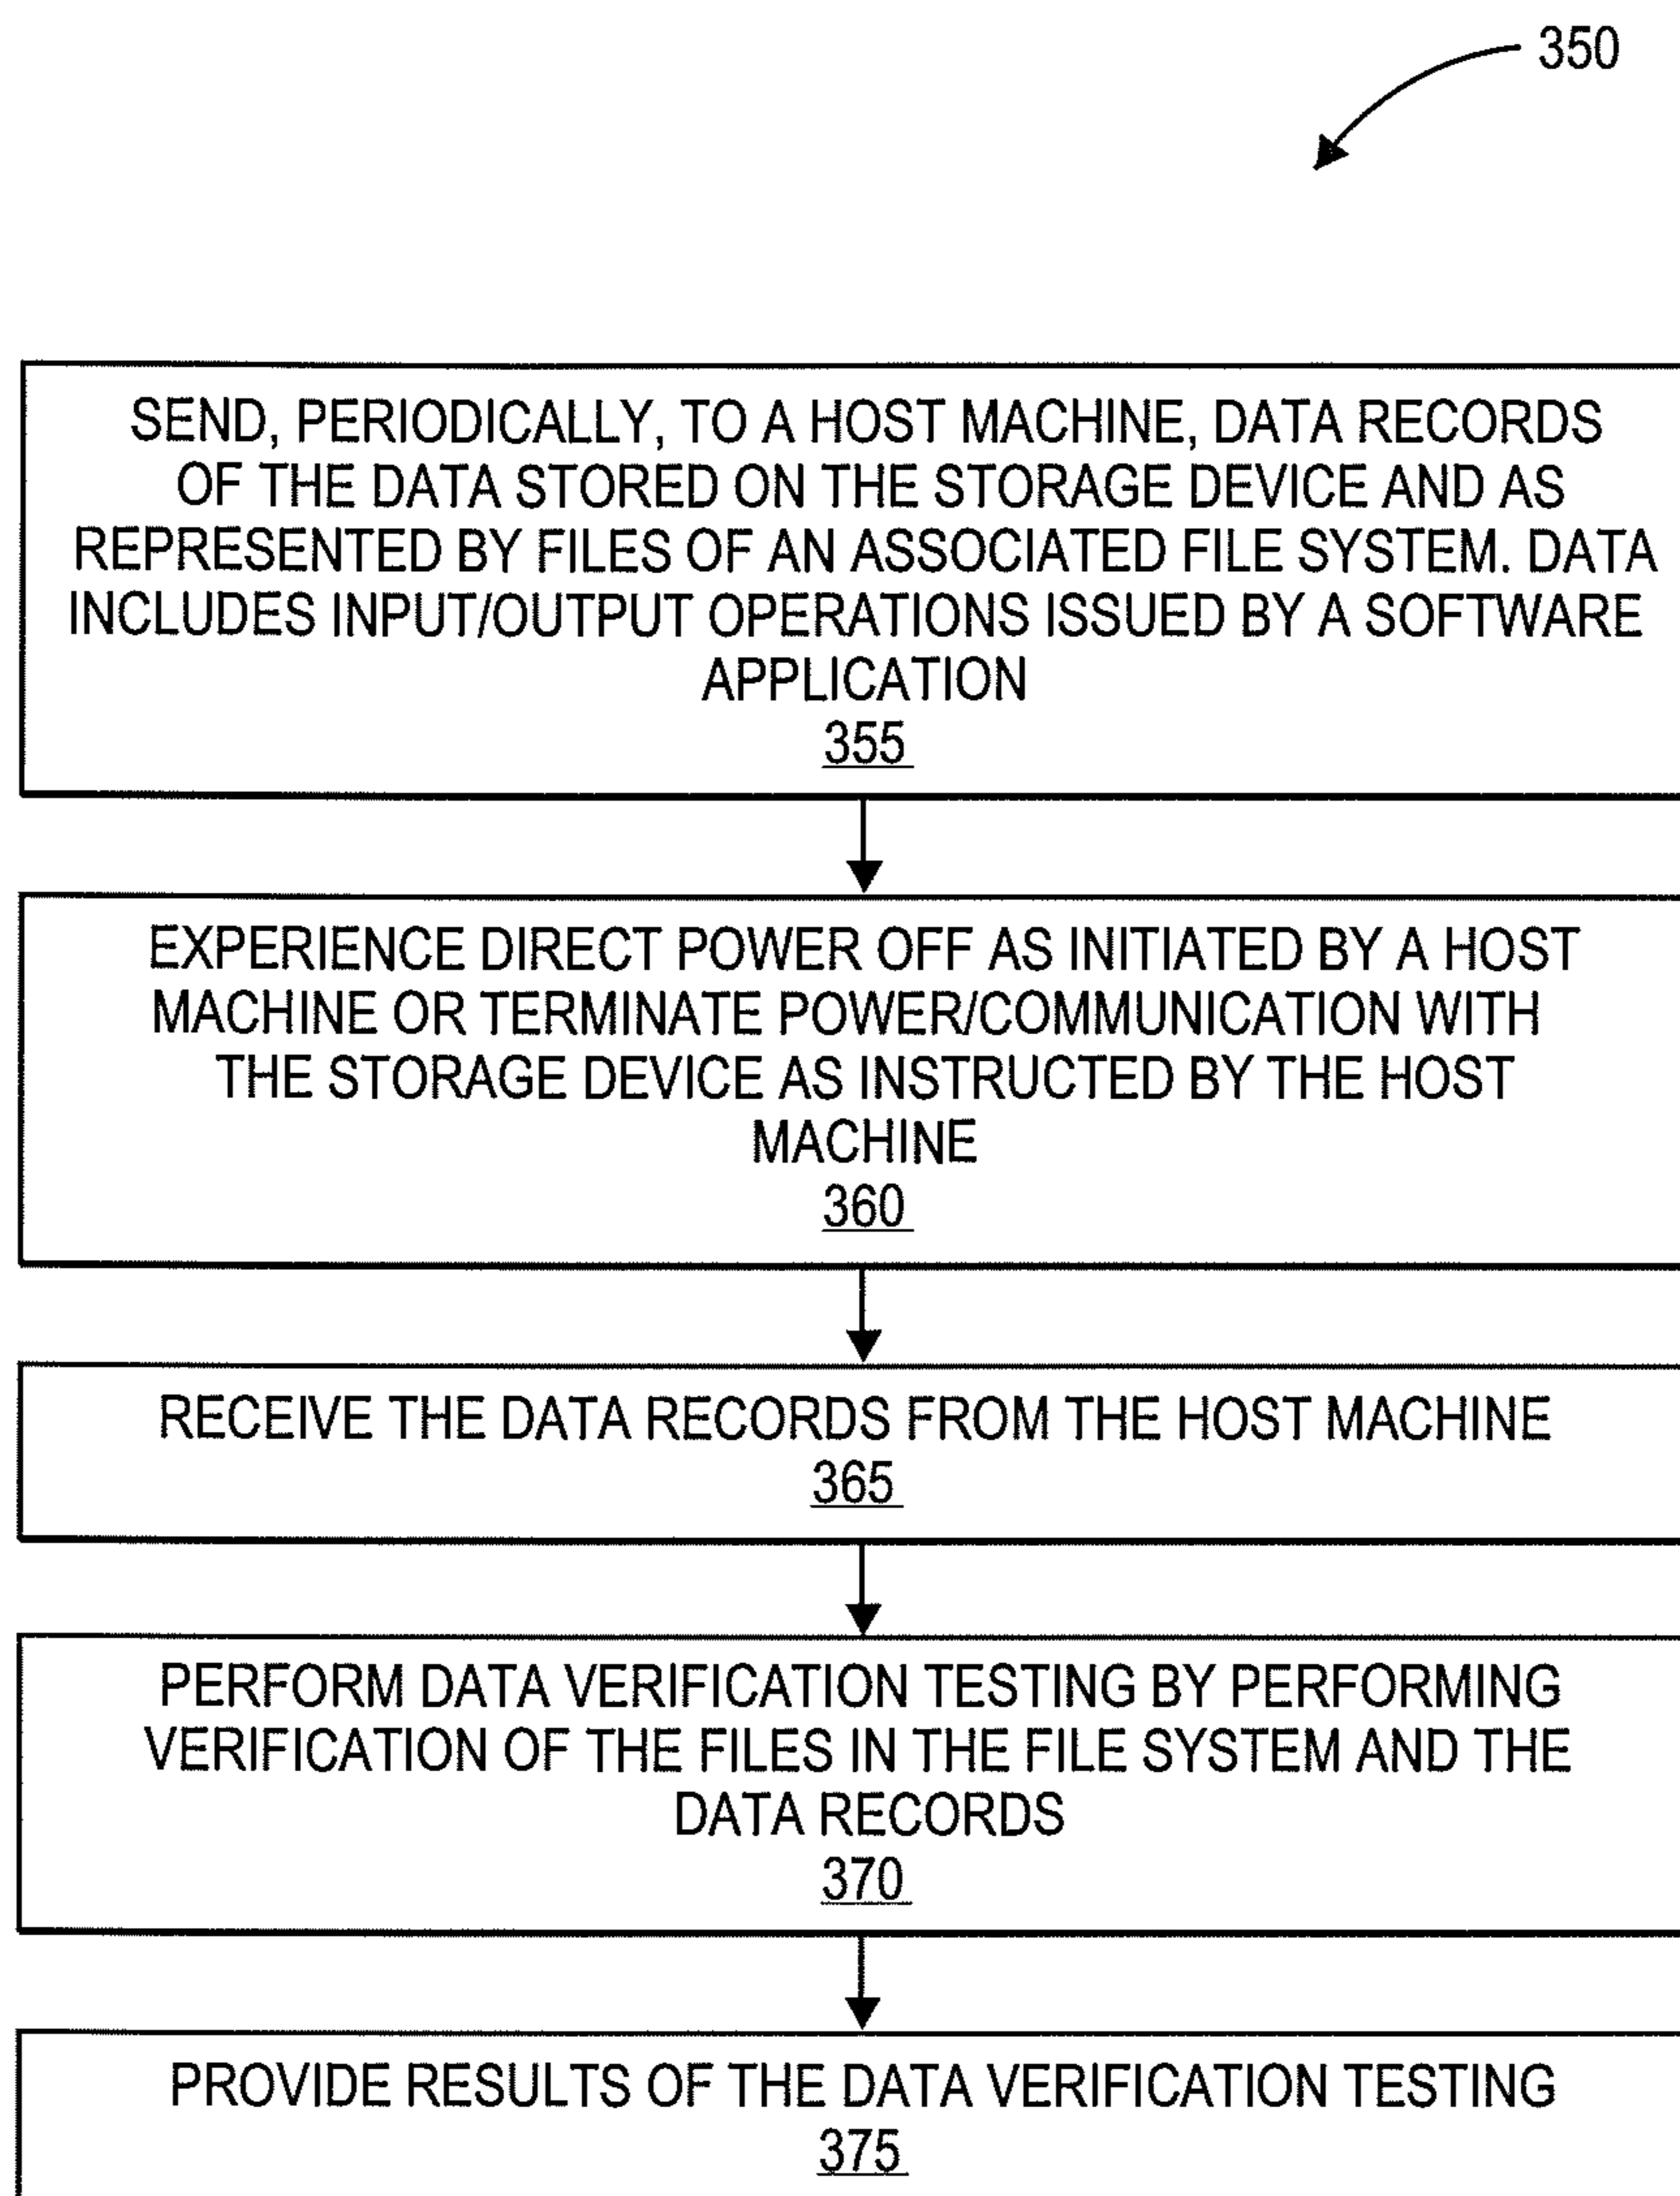 350
SEND, PERIODICALLY, TO A HOST MACHINE, DATA RECORDS
OF THE DATA STORED ON THE STORAGE DEVICE AND AS
REPRESENTED BY FILES OF AN ASSOCIATED FILE SYSTEM. DATA
INCLUDES INPUT/OUTPUT OPERATIONS ISSUED BY A SOFTWARE
APPLICATION
355
EXPERIENCE DIRECT POWER OFF AS INITIATED BY A HOST
MACHINE OR TERMINATE POWER/COMMUNICATION WITH
THE STORAGE DEVICE AS INSTRUCTED BY THE HOST
MACHINE
360
RECEIVE THE DATA RECORDS FROM THE HOST MACHINE
365
PERFORM DATA VERIFICATION TESTING BY PERFORMING
VERIFICATION OF THE FILES IN THE FILE SYSTEM AND THE
DATA RECORDS
370
PROVIDE RESULTS OF THE DATA VERIFICATION TESTING
375